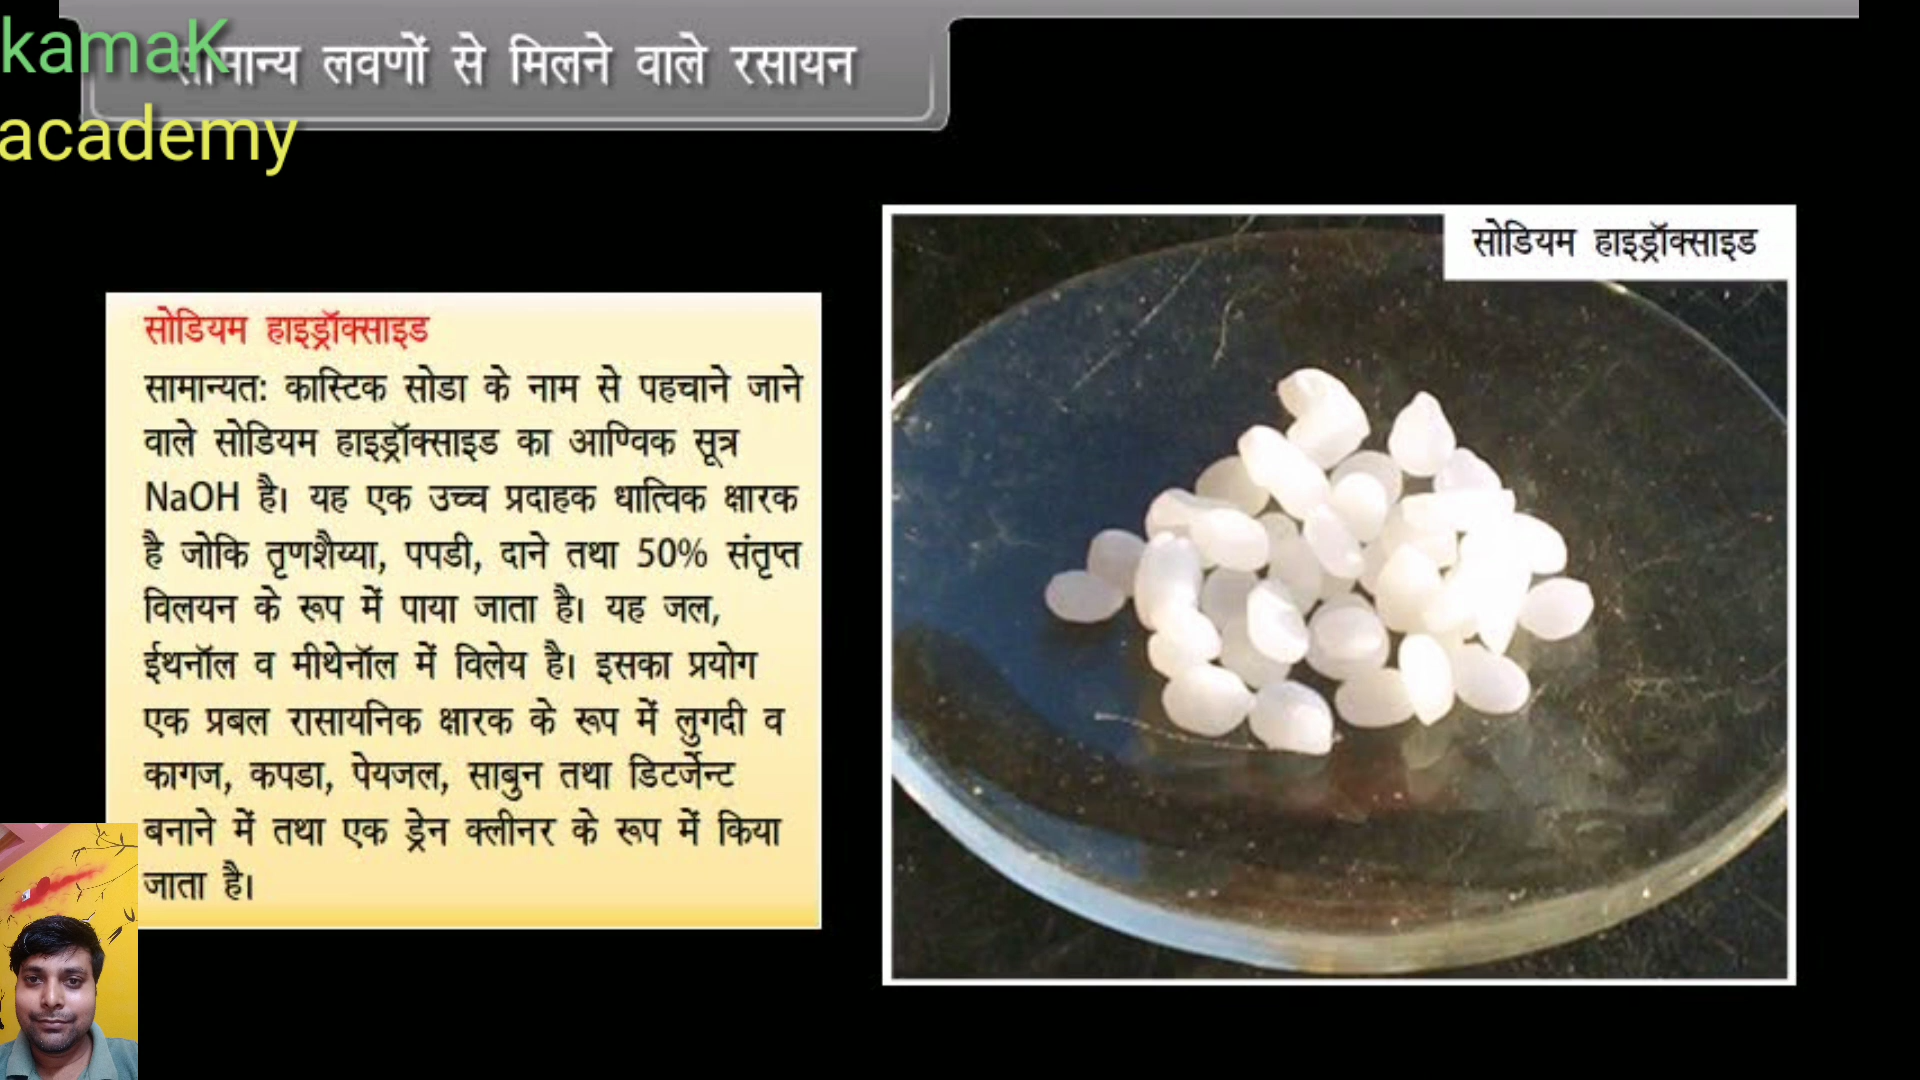 kamaK
सामान्य लवणों से मिलने वाले रसायन
academy
सोडियम हाइड्रॉक्साइड
सोडियम हाइड्रॉक्साइड
सामान्यत: कास्टिक सोडा के नाम से पहचाने जाने
वाले सोडियम हाइड्रॉक्साइड का आण्विक सूत्र
NaOH है। यह एक उच्च प्रदाहक धात्विक क्षारक
है जोकि तृणशैय्या, पपडी, दाने तथा 50% संतृप्त
विलयन के रूप में पाया जाता है। यह जल,
ईथनॉल व मीथेनॉल में विलेय है। इसका प्रयोग
एक प्रबल रासायनिक क्षारक के रूप में लुगदी व
कागज, कपडा, पेयजल, साबुन तथा डिटर्जेन्ट
बनाने में तथा एक ड्रेन क्लीनर के रूप में किया
जाता है।